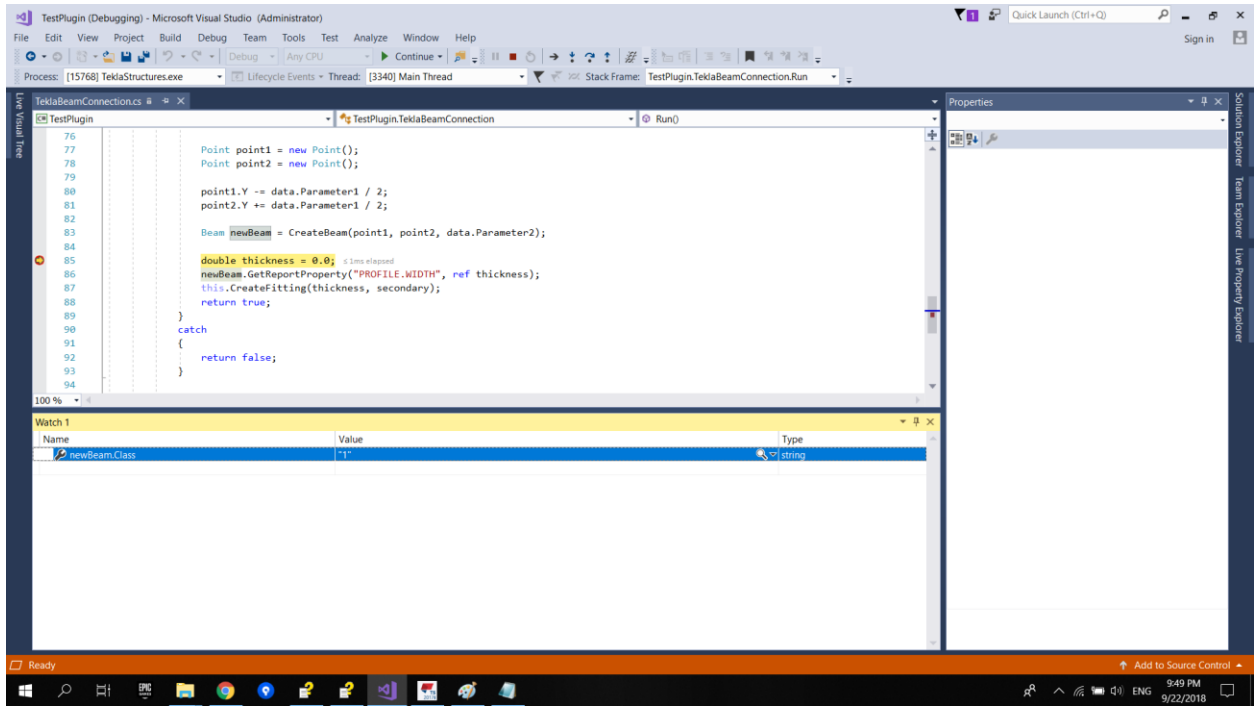 TestPlugin (Debugging) - Microsoft Visual Studio (Administrator)
1
Quick Launch (Ctrl+Q)
File Edit View Project Build Debug Team Tools Test Analyze Window Help
Sign in
Debug Any CPU Continue
Process: [15768] TeklaStructures.exe Lifecycle Events Thread: [3340] Main Thread Stack Frame: TestPlugin.TeklaBeamConnection.Run
Live Visual Tree
TeklaBeamConnection.cs
TestPlugin TestPlugin.TeklaBeamConnection Run()
76
77 Point point1 = new Point();
78 Point point2 = new Point();
79
80 point1.Y -= data.Parameter1 / 2;
81 point2.Y += data.Parameter1 / 2;
82
83 Beam newBeam = CreateBeam(point1, point2, data.Parameter2);
84
85 double thickness = 0.0; ≤ 1ms elapsed
86 newBeam.GetReportProperty("PROFILE.WIDTH", ref thickness);
87 this.CreateFitting(thickness, secondary);
88 return true;
89 }
90 catch
91 {
92 return false;
93 }
94
100 %
Watch 1
Name Value Type
newBeam.Class "1" string
Properties
Solution Explorer
Team Explorer
Live Property Explorer
Ready
Add to Source Control
EPIC
2018
ENG
9:49 PM
9/22/2018